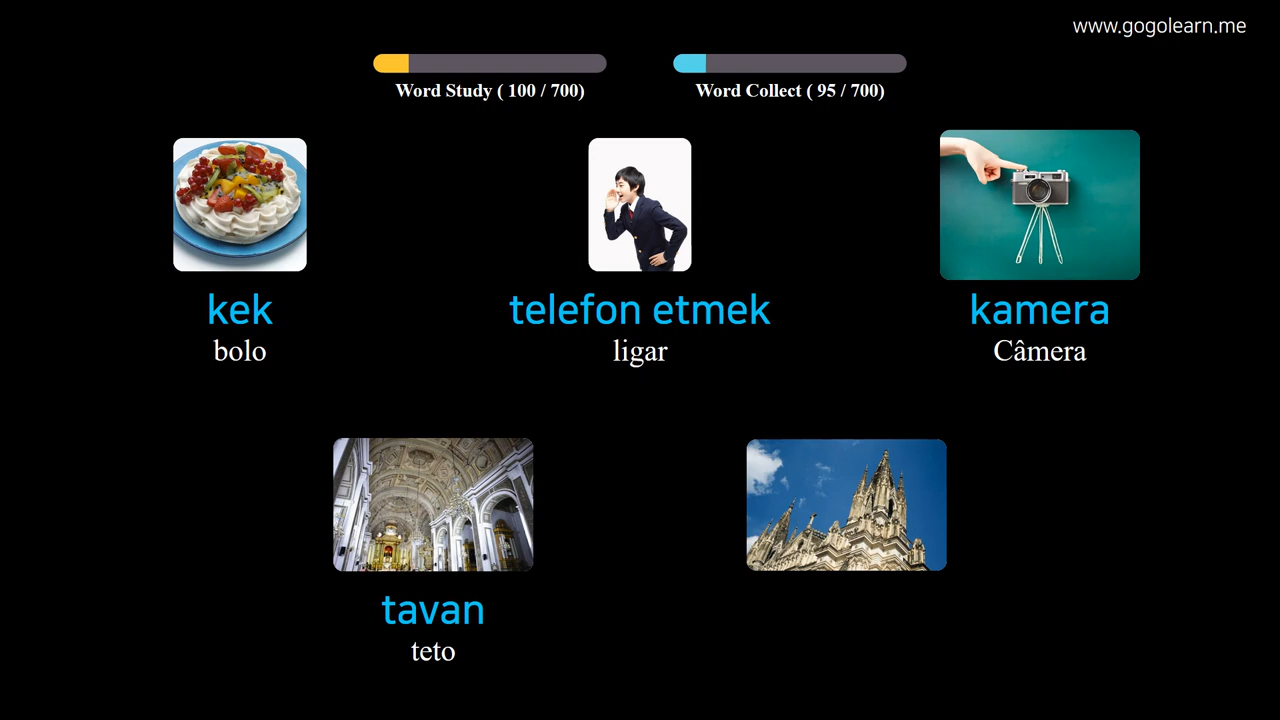 www.gogolearn.me
Word Study ( 100 / 700)
Word Collect ( 95 / 700)
kek
bolo
telefon etmek
ligar
kamera
Câmera
tavan
teto